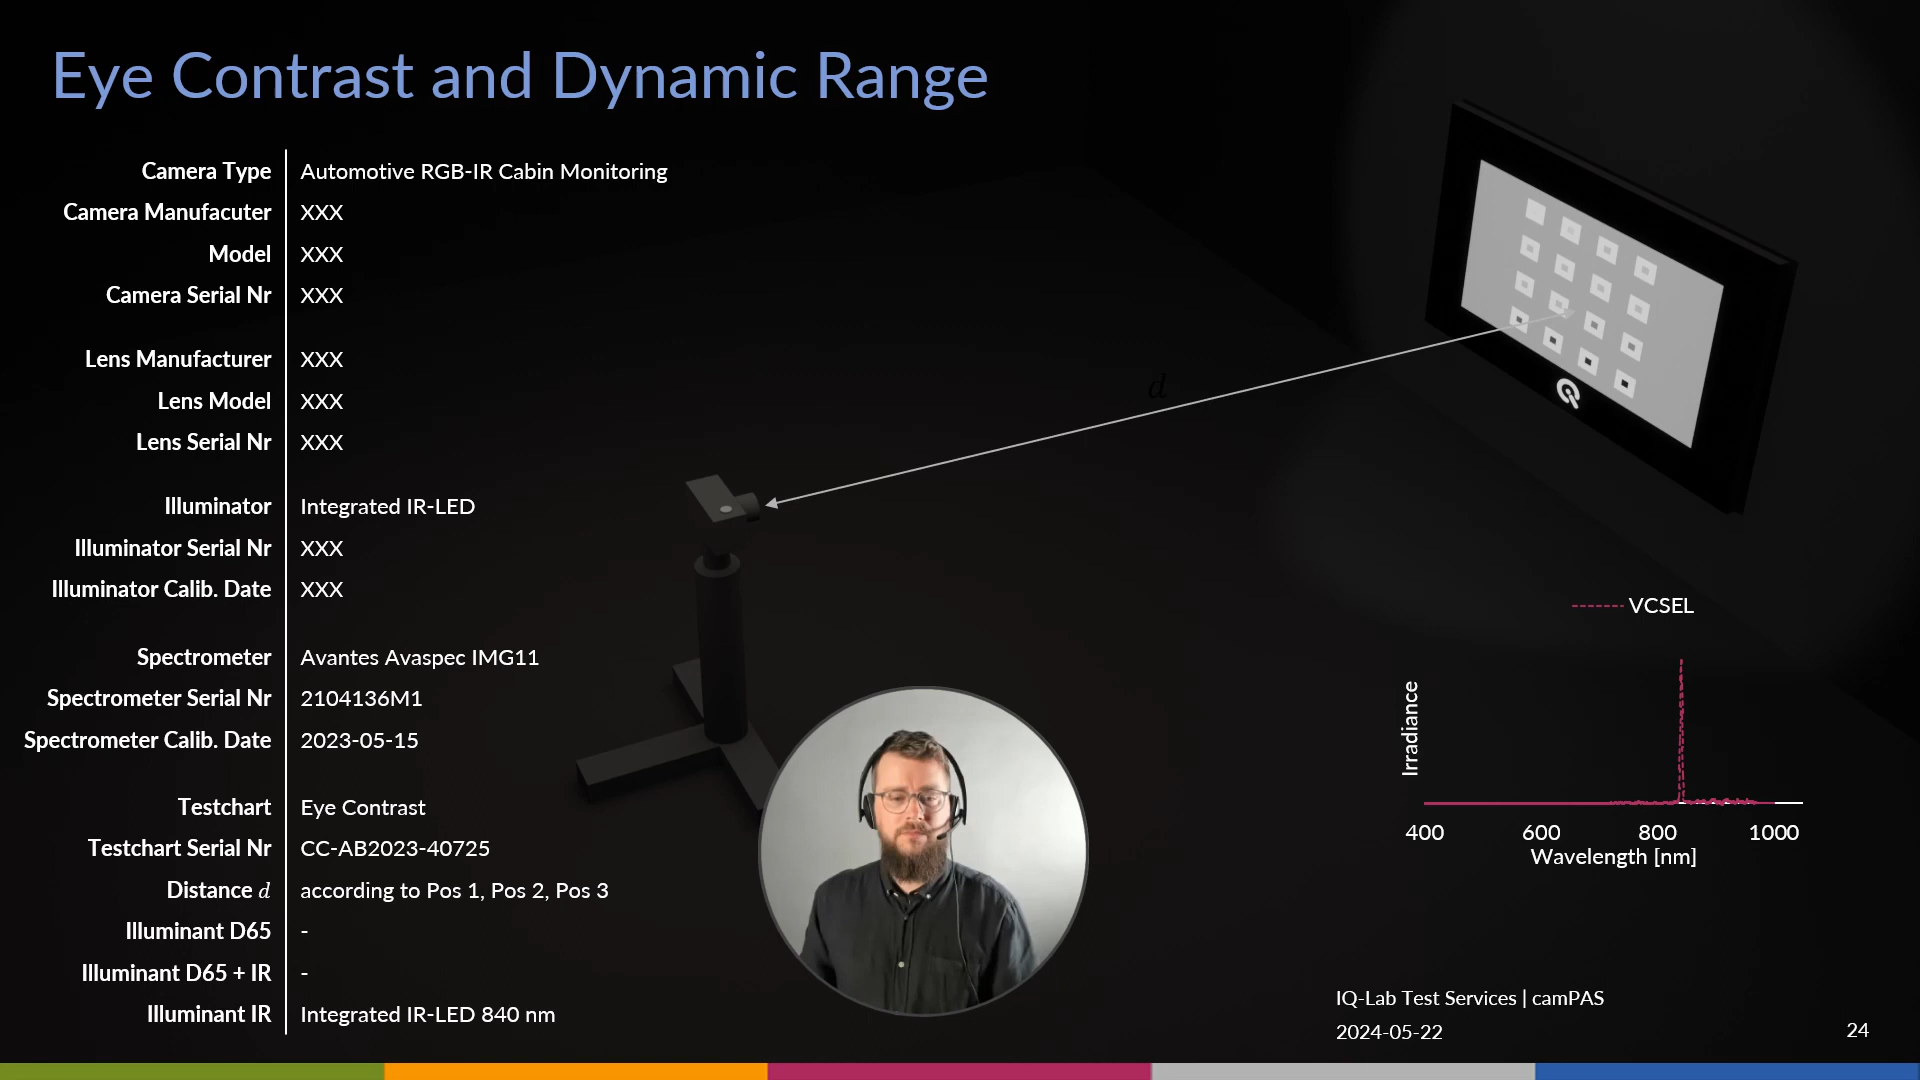 Eye Contrast and Dynamic Range
Camera Type Automotive RGB-IR Cabin Monitoring
Camera Manufacuter XXX
Model XXX
Camera Serial Nr XXX
Lens Manufacturer XXX
Lens Model XXX
Lens Serial Nr XXX
Illuminator Integrated IR-LED
Illuminator Serial Nr XXX
Illuminator Calib. Date XXX
Spectrometer Avantes Avaspec IMG11
Spectrometer Serial Nr 2104136M1
Spectrometer Calib. Date 2023-05-15
Testchart Eye Contrast
Testchart Serial Nr CC-AB2023-40725
Distance d according to Pos 1, Pos 2, Pos 3
Illuminant D65 -
Illuminant D65 + IR -
Illuminant IR Integrated IR-LED 840 nm
d
VCSEL
Irradiance
400 600 800 1000
Wavelength [nm]
IQ-Lab Test Services | camPAS
2024-05-22
24